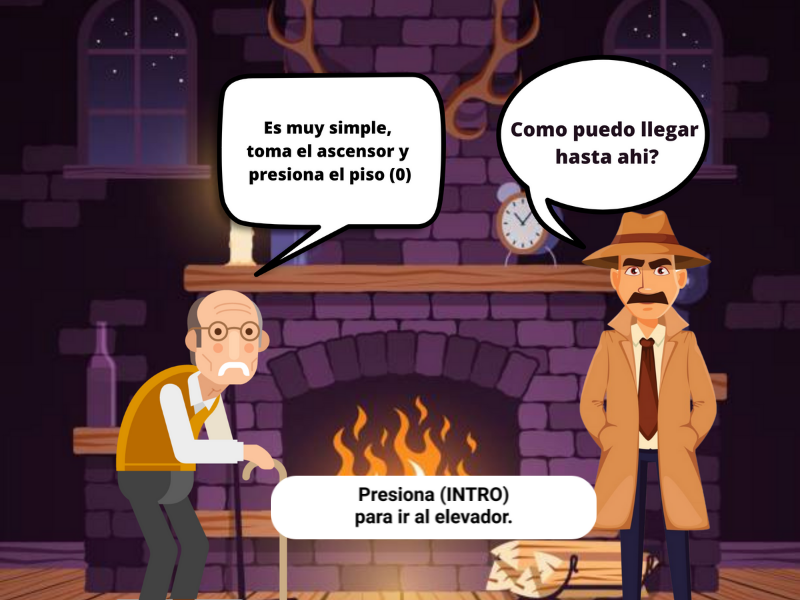 Como puedo llegar
hasta ahi?
Es muy simple,
toma el ascensor y
presiona el piso (0)
Presiona (INTRO)
para ir al elevador.